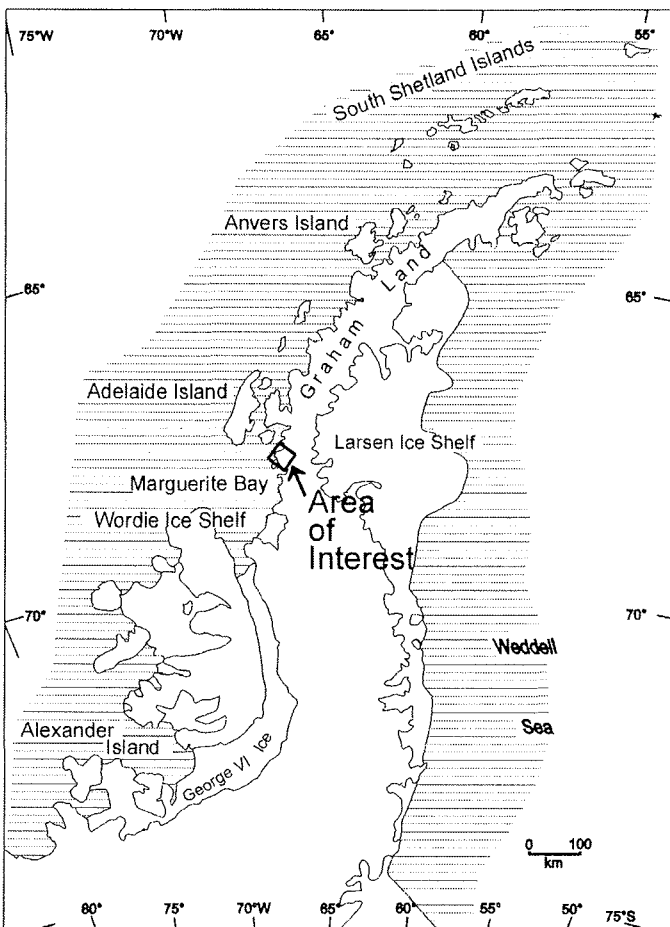 75°W 70°W 65° 60° 55°
South Shetland Islands
Anvers Island
Graham Land
65° 65°
Adelaide Island
Larsen Ice Shelf
Marguerite Bay
Area
of
Interest
Wordie Ice Shelf
70° 70°
Weddell
Sea
Alexander
Island
George VI Ice
0 100
km
80° 75° 70° 65° 60° 55° 50° 75°S